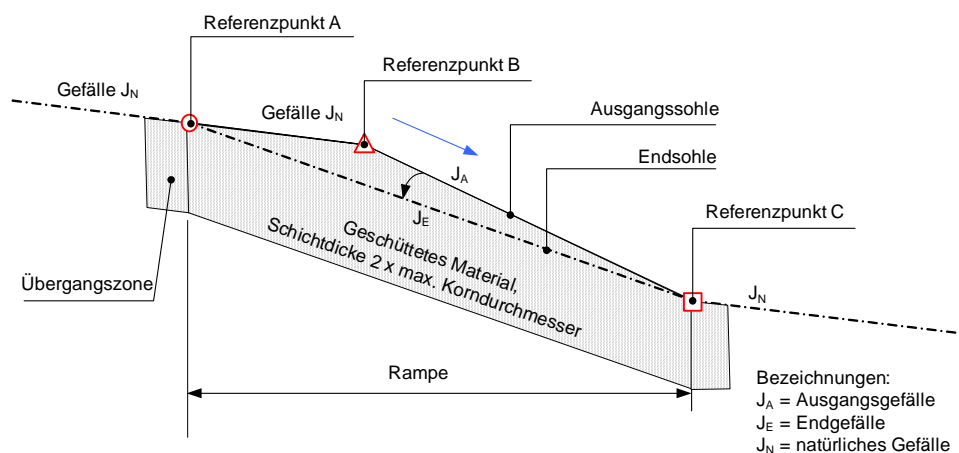 Referenzpunkt A
Referenzpunkt B
Gefälle J_N
Gefälle J_N
Ausgangssohle
J_A
Endsohle
J_E
Referenzpunkt C
Geschüttetes Material,
Schichtdicke 2 x max. Korndurchmesser
Übergangszone
J_N
Rampe
Bezeichnungen:
J_A = Ausgangsgefälle
J_E = Endgefälle
J_N = natürliches Gefälle